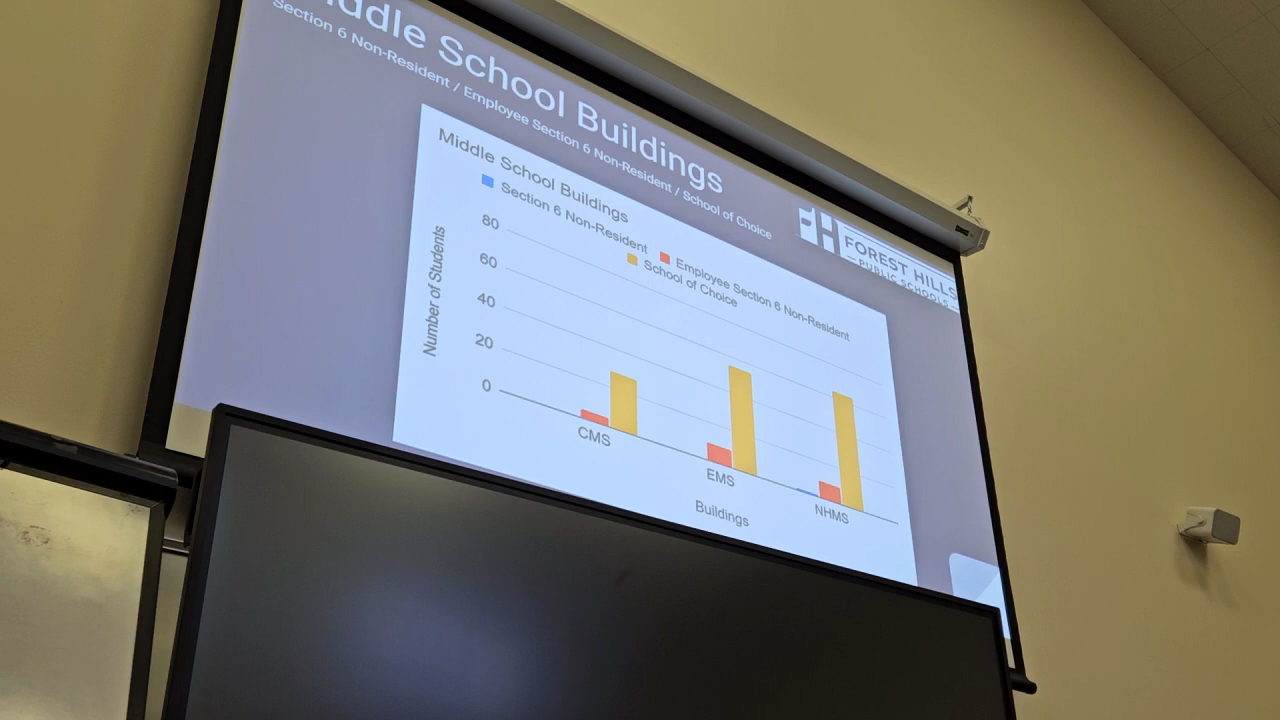 Middle School Buildings
Section 6 Non-Resident / Employee Section 6 Non-Resident / School of Choice
FOREST HILLS
PUBLIC SCHOOLS
Middle School Buildings
Section 6 Non-Resident
Employee Section 6 Non-Resident
School of Choice
Number of Students
80
60
40
20
0
CMS
EMS
NHMS
Buildings